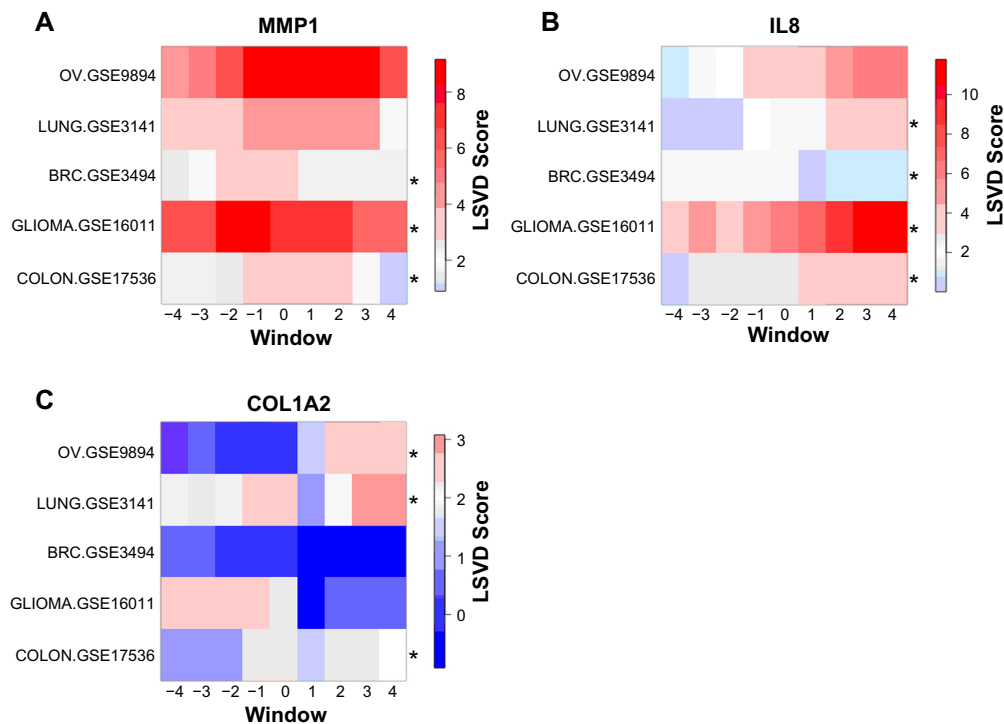 A
MMP1
OV.GSE9894
LUNG.GSE3141
BRC.GSE3494
*
GLIOMA.GSE16011
*
COLON.GSE17536
*
−4 −3 −2 −1 0 1 2 3 4
Window
8
6
4
2
LSVD Score
B
IL8
OV.GSE9894
LUNG.GSE3141
*
BRC.GSE3494
*
GLIOMA.GSE16011
*
COLON.GSE17536
*
−4 −3 −2 −1 0 1 2 3 4
Window
10
8
6
4
2
LSVD Score
C
COL1A2
OV.GSE9894
*
LUNG.GSE3141
*
BRC.GSE3494
GLIOMA.GSE16011
COLON.GSE17536
*
−4 −3 −2 −1 0 1 2 3 4
Window
3
2
1
0
LSVD Score